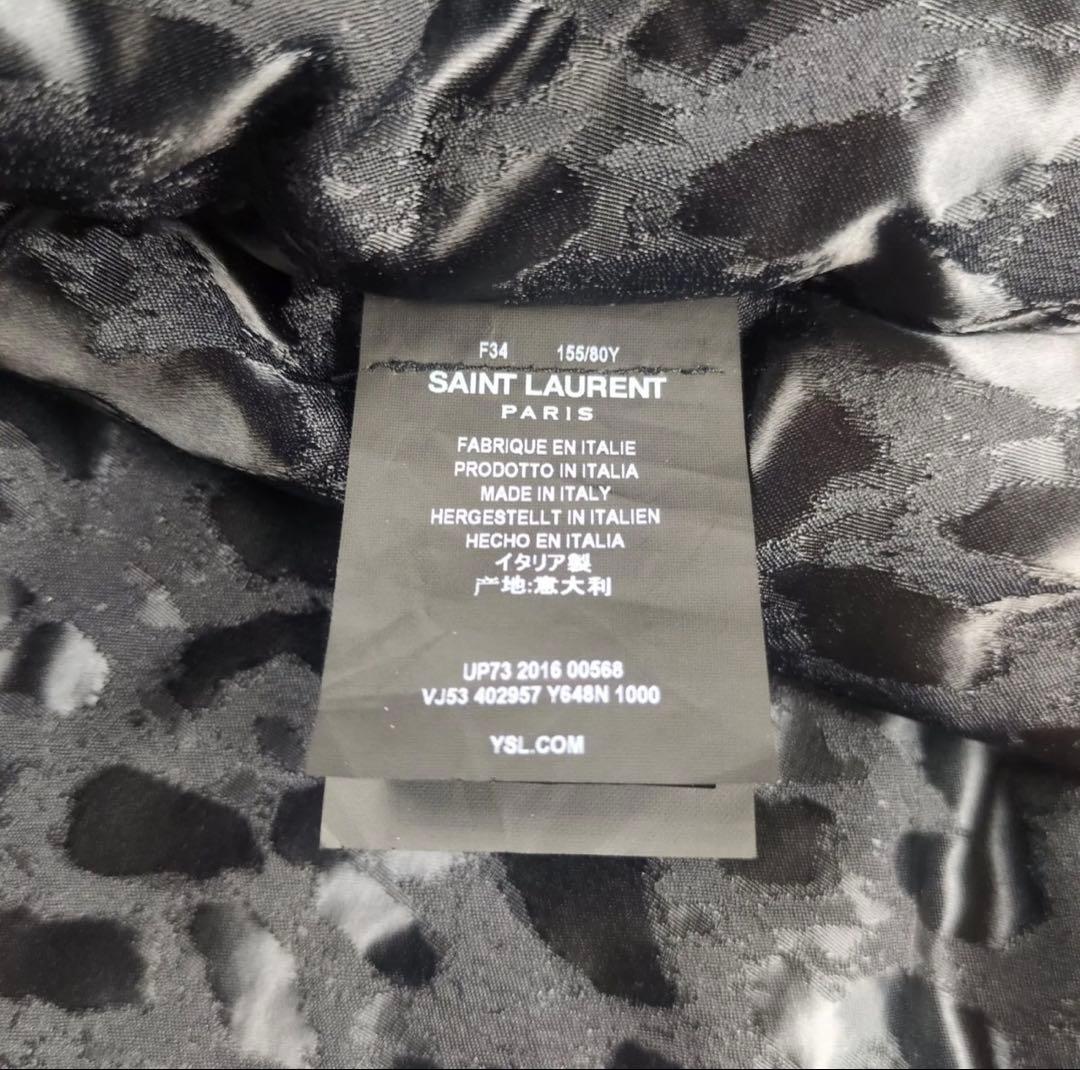 F34 155/80Y
SAINT LAURENT
PARIS
FABRIQUE EN ITALIE
PRODOTTO IN ITALIA
MADE IN ITALY
HERGESTELLT IN ITALIEN
HECHO EN ITALIA
イタリア製
产地:意大利
UP73 2016 00568
VJ53 402957 Y648N 1000
YSL.COM